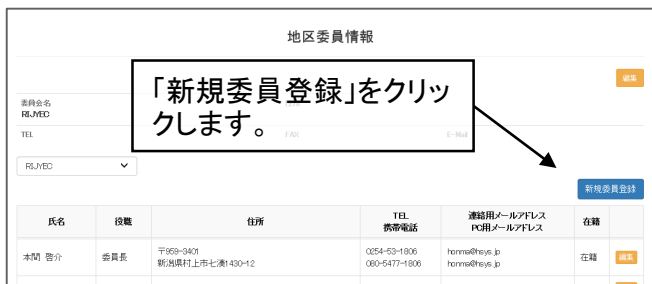 地区委員情報
編集
委員会名
RIJYEC
「新規委員登録」をクリッ
クします。
TEL
FAX
E-Mail
RIJYEC
新規委員登録
氏名 役職 住所 TEL 連絡用メールアドレス 在籍
携帯電話 PC用メールアドレス
本間 啓介 委員長 〒959-3401 0254-53-1806 honma@hsys.jp 在籍 編集
新潟県村上市七湊1430-12 080-5477-1806 honma@hsys.jp